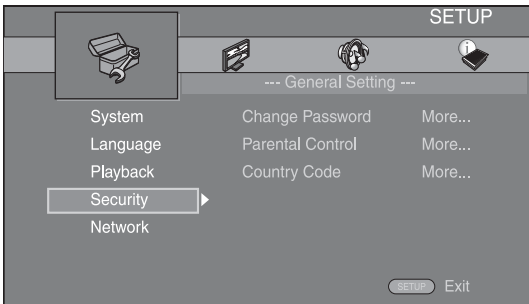 SETUP
--- General Setting ---
System Change Password More...
Language Parental Control More...
Playback Country Code More...
Security
Network
SETUP Exit